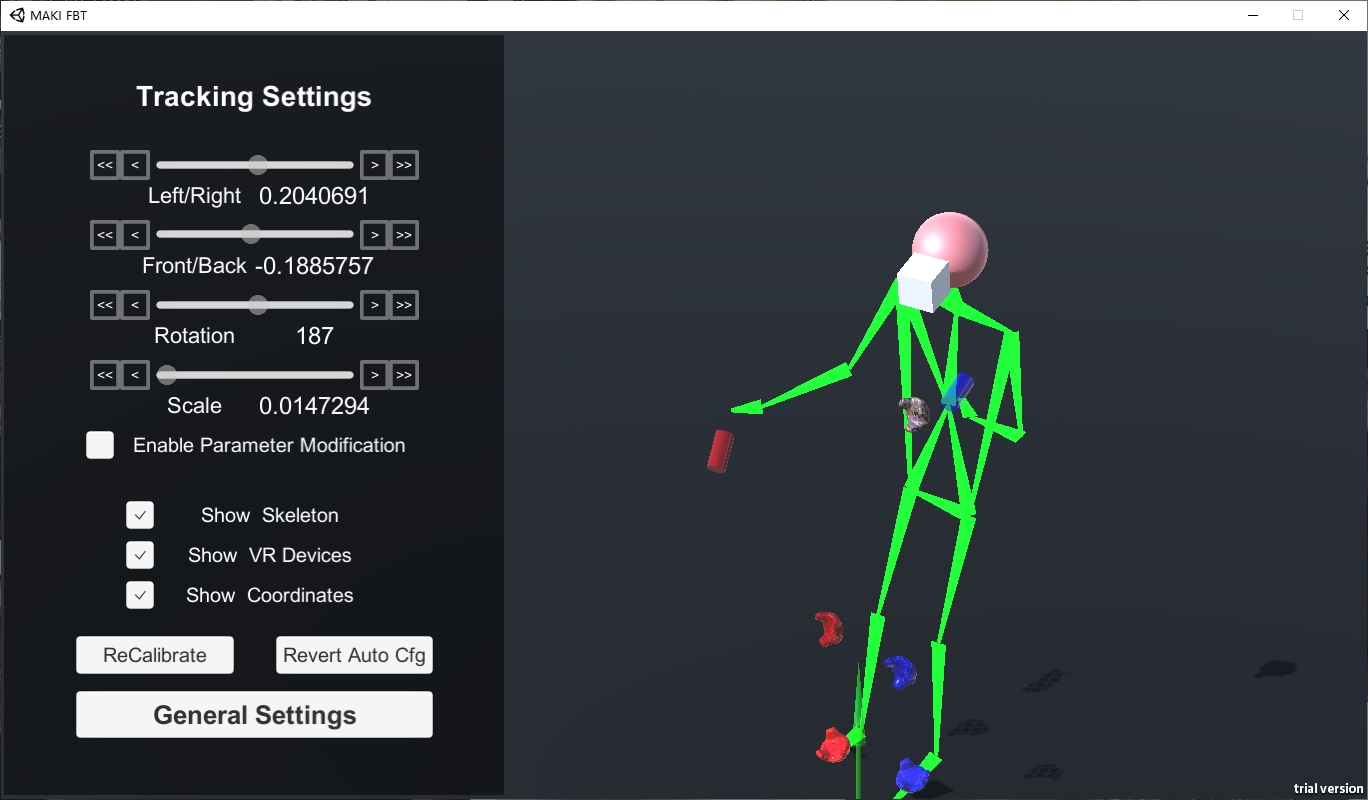 MAKI FBT
Tracking Settings
<< < > >>
Left/Right 0.2040691
<< < > >>
Front/Back -0.1885757
<< < > >>
Rotation 187
<< < > >>
Scale 0.0147294
Enable Parameter Modification
Show Skeleton
Show VR Devices
Show Coordinates
ReCalibrate Revert Auto Cfg
General Settings
trial version